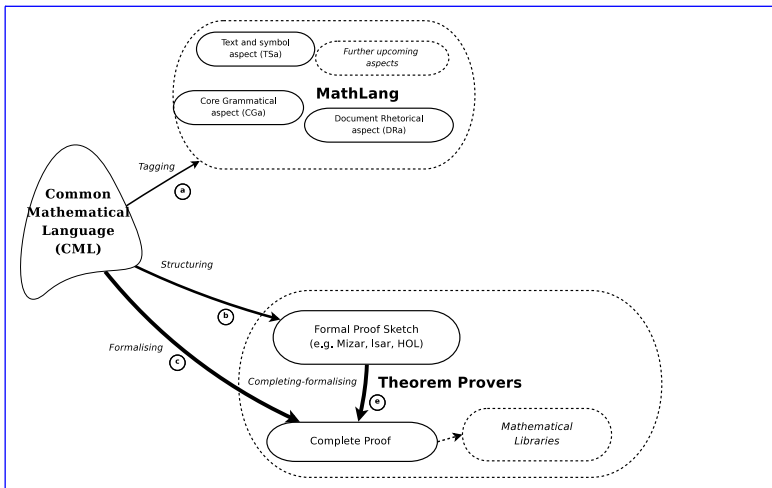 Text and symbol
aspect (TSa)
Further upcoming
aspects
MathLang
Core Grammatical
aspect (CGa)
Document Rhetorical
aspect (DRa)
Tagging
a
Common
Mathematical
Language
(CML)
Structuring
b
Formalising
c
Formal Proof Sketch
(e.g. Mizar, Isar, HOL)
Completing-formalising
Theorem Provers
e
Complete Proof
Mathematical
Libraries